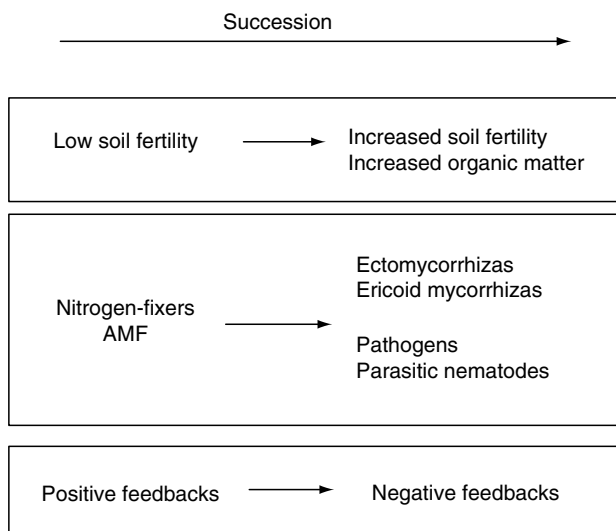 Succession
Low soil fertility
Increased soil fertility
Increased organic matter
Nitrogen-fixers
AMF
Ectomycorrhizas
Ericoid mycorrhizas
Pathogens
Parasitic nematodes
Positive feedbacks
Negative feedbacks